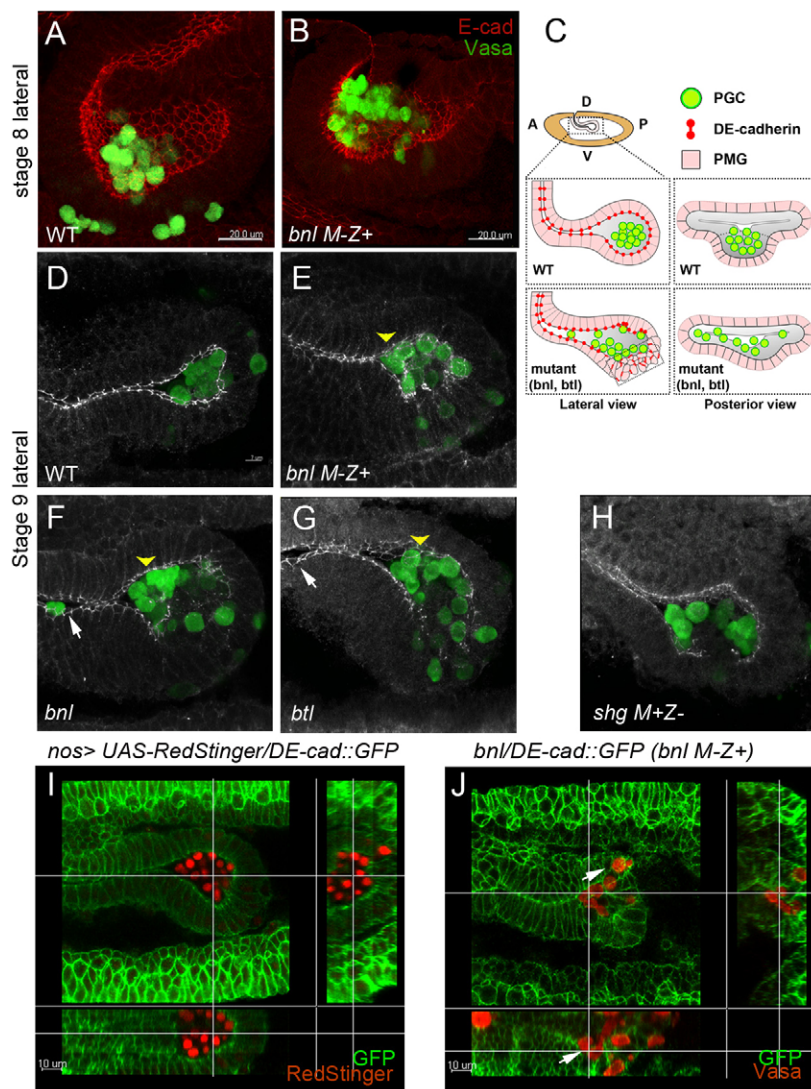 A
B
E-cad
Vasa
stage 8 lateral
WT
20.0 um
bnl M-Z+
20.0 um
C
D
A
P
V
PGC
DE-cadherin
PMG
WT
WT
mutant
(bnl, btl)
mutant
(bnl, btl)
Lateral view
Posterior view
Stage 9 lateral
D
WT
E
bnl M-Z+
F
bnl
G
btl
H
shg M+Z-
nos> UAS-RedStinger/DE-cad::GFP
bnl/DE-cad::GFP (bnl M-Z+)
I
10 um
GFP
RedStinger
J
10 um
GFP
Vasa